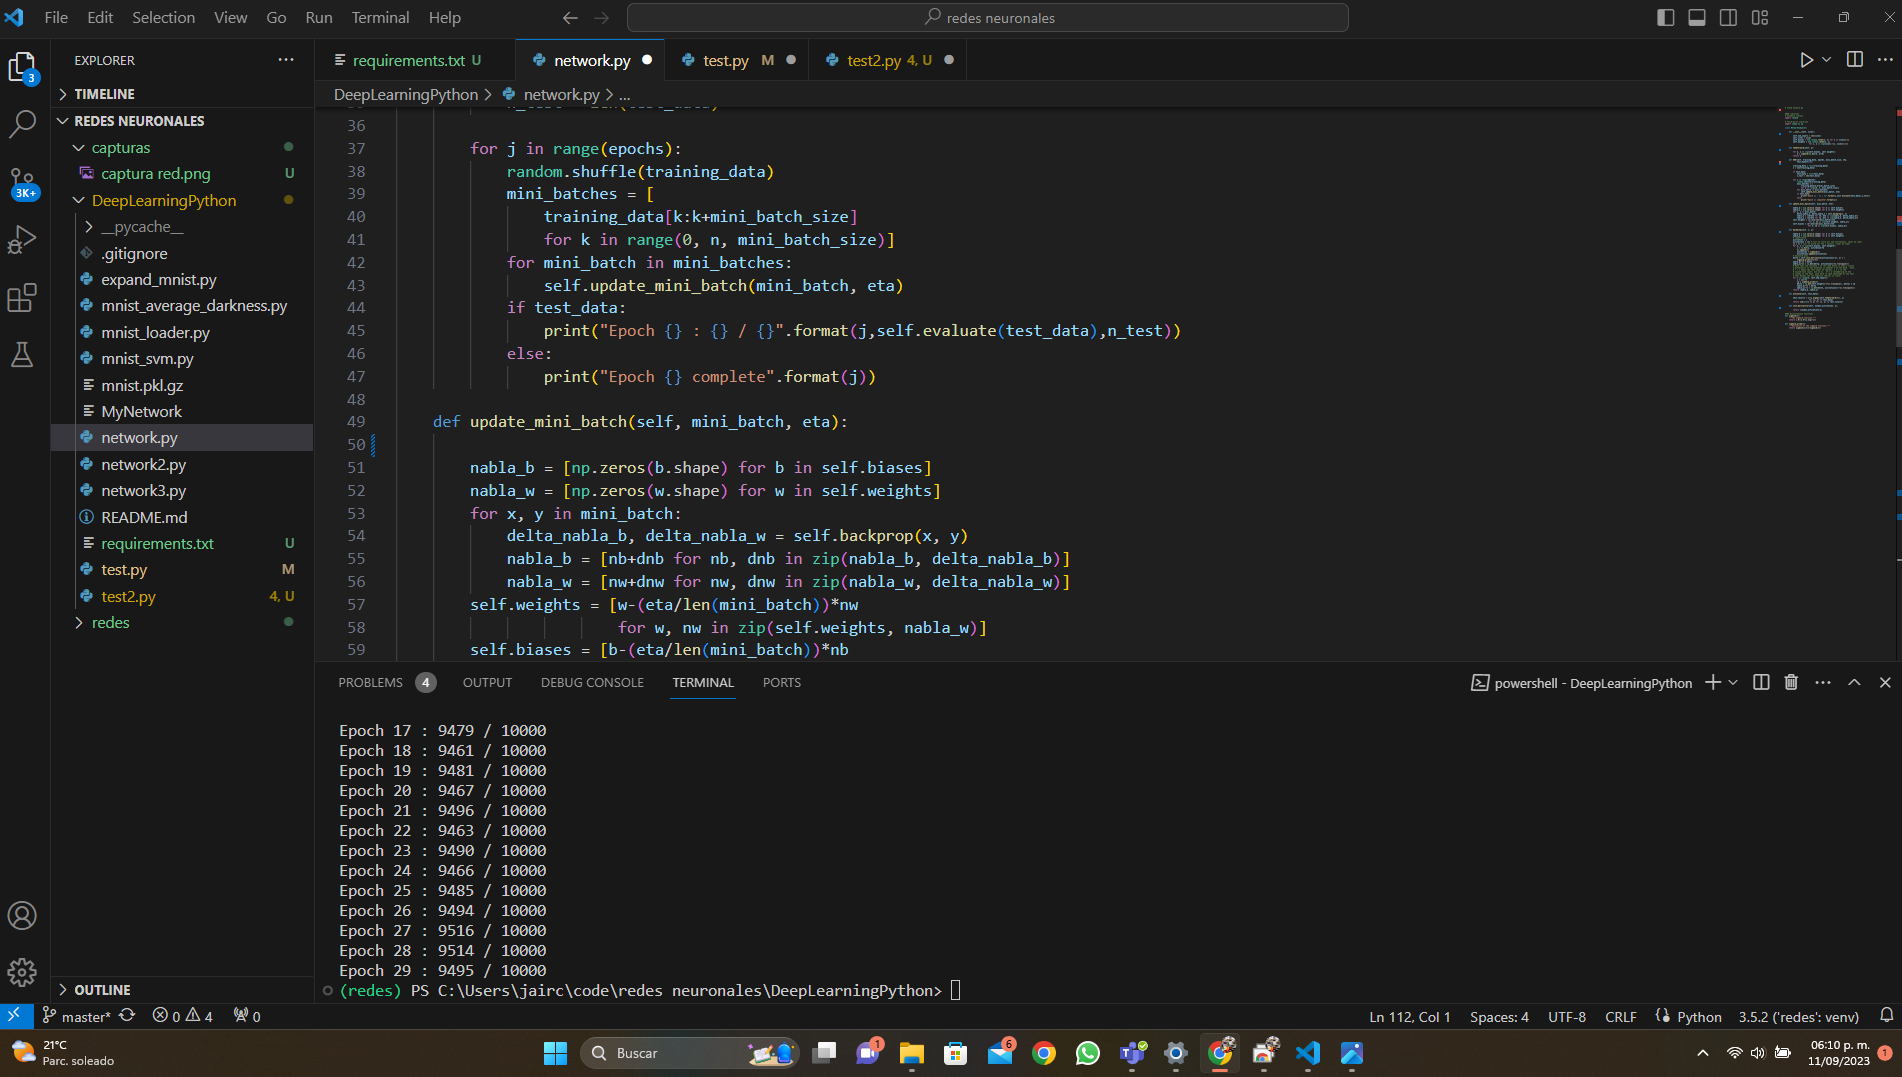 File Edit Selection View Go Run Terminal Help
redes neuronales
EXPLORER
TIMELINE
REDES NEURONALES
capturas
captura red.png U
DeepLearningPython
__pycache__
.gitignore
expand_mnist.py
mnist_average_darkness.py
mnist_loader.py
mnist_svm.py
mnist.pkl.gz
MyNetwork
network.py
network2.py
network3.py
README.md
requirements.txt U
test.py M
test2.py 4, U
redes
OUTLINE
3
3K+
requirements.txt U
network.py
test.py M
test2.py 4, U
DeepLearningPython > network.py > ...
36
37 for j in range(epochs):
38 random.shuffle(training_data)
39 mini_batches = [
40 training_data[k:k+mini_batch_size]
41 for k in range(0, n, mini_batch_size)]
42 for mini_batch in mini_batches:
43 self.update_mini_batch(mini_batch, eta)
44 if test_data:
45 print("Epoch {} : {} / {}".format(j,self.evaluate(test_data),n_test))
46 else:
47 print("Epoch {} complete".format(j))
48
49 def update_mini_batch(self, mini_batch, eta):
50
51 nabla_b = [np.zeros(b.shape) for b in self.biases]
52 nabla_w = [np.zeros(w.shape) for w in self.weights]
53 for x, y in mini_batch:
54 delta_nabla_b, delta_nabla_w = self.backprop(x, y)
55 nabla_b = [nb+dnb for nb, dnb in zip(nabla_b, delta_nabla_b)]
56 nabla_w = [nw+dnw for nw, dnw in zip(nabla_w, delta_nabla_w)]
57 self.weights = [w-(eta/len(mini_batch))*nw
58 for w, nw in zip(self.weights, nabla_w)]
59 self.biases = [b-(eta/len(mini_batch))*nb
PROBLEMS 4 OUTPUT DEBUG CONSOLE TERMINAL PORTS
powershell - DeepLearningPython
Epoch 17 : 9479 / 10000
Epoch 18 : 9461 / 10000
Epoch 19 : 9481 / 10000
Epoch 20 : 9467 / 10000
Epoch 21 : 9496 / 10000
Epoch 22 : 9463 / 10000
Epoch 23 : 9490 / 10000
Epoch 24 : 9466 / 10000
Epoch 25 : 9485 / 10000
Epoch 26 : 9494 / 10000
Epoch 27 : 9516 / 10000
Epoch 28 : 9514 / 10000
Epoch 29 : 9495 / 10000
(redes) PS C:\Users\jairc\code\redes neuronales\DeepLearningPython>
master* 0 4 0
Ln 112, Col 1 Spaces: 4 UTF-8 CRLF Python 3.5.2 ('redes': venv)
21°C
Parc. soleado
Buscar
1
6
06:10 p. m.
11/09/2023
1